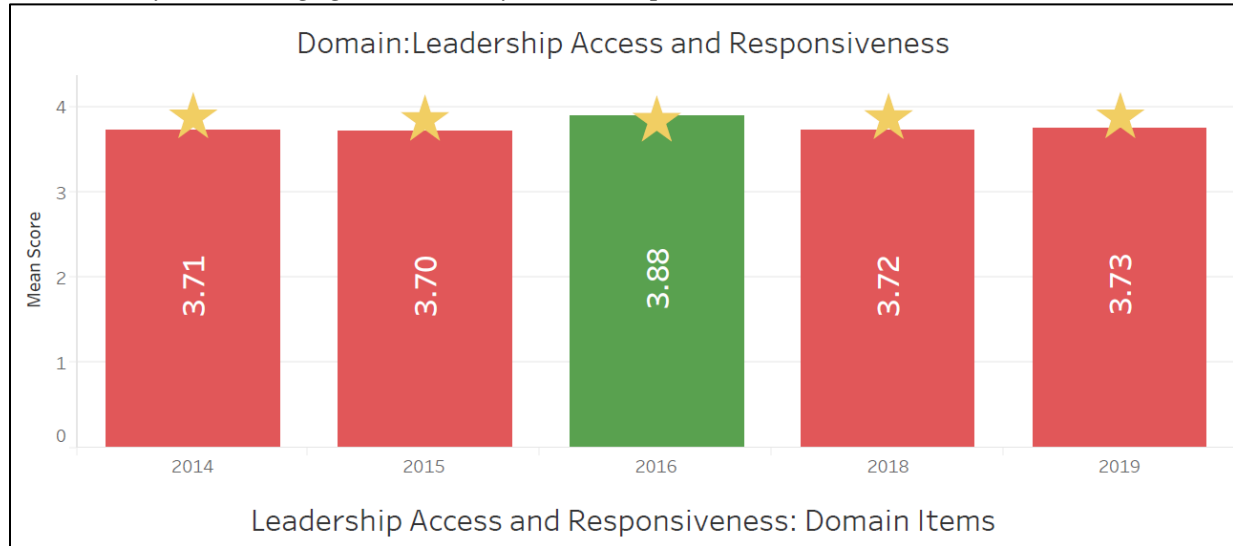 Domain:Leadership Access and Responsiveness
4
3
2
1
0
Mean Score
3.71
3.70
3.88
3.72
3.73
2014 2015 2016 2018 2019
Leadership Access and Responsiveness: Domain Items